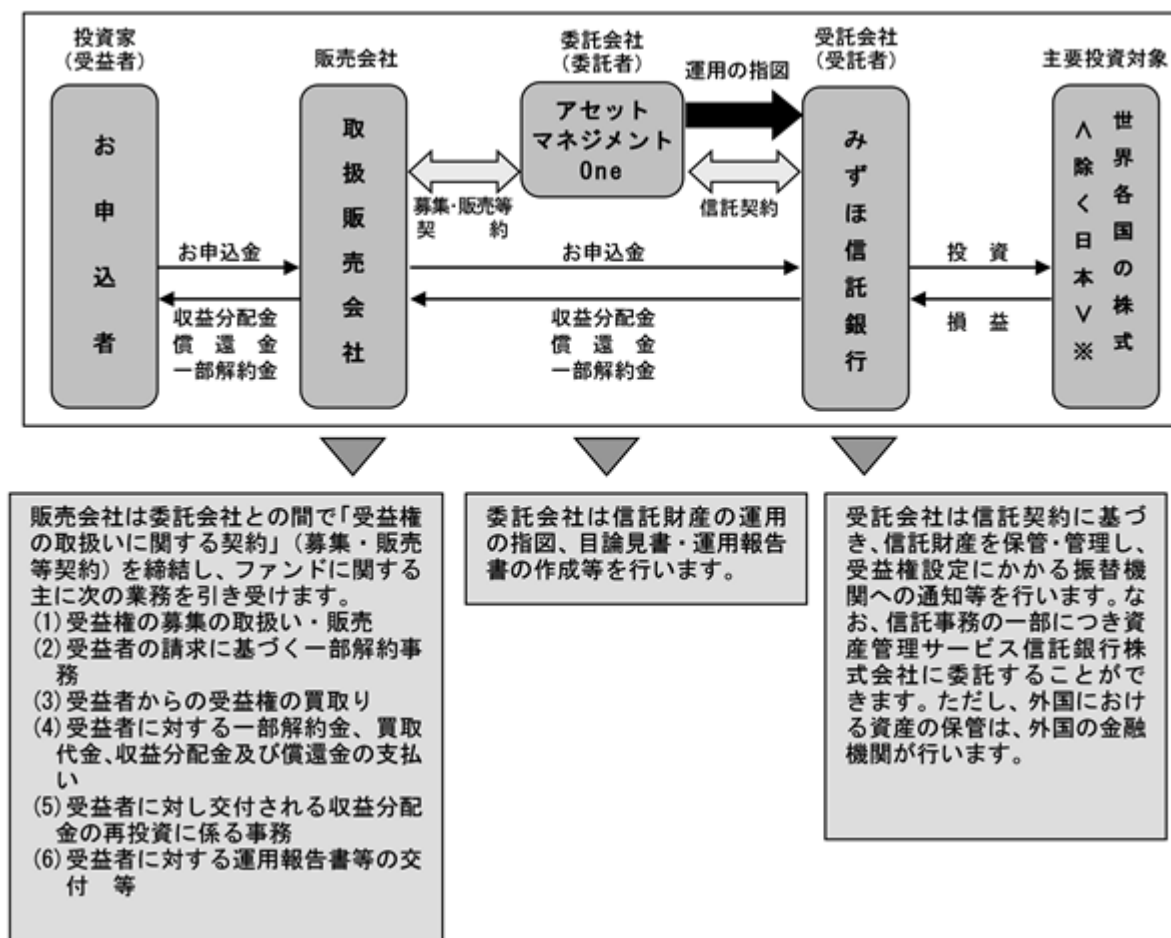 投資家
(受益者)
販売会社
委託会社
(委託者)
運用の指図
受託会社
(受託者)
主要投資対象
お申込者
取扱販売会社
アセット
マネジメント
One
みずほ信託銀行
世界各国の株式
<除く日本>※
募集・販売等
契　約
信託契約
お申込金
収益分配金
償　還　金
一部解約金
お申込金
収益分配金
償　還　金
一部解約金
投　資
損　益
販売会社は委託会社との間で「受益権
の取扱いに関する契約」(募集・販売
等契約)を締結し、ファンドに関する
主に次の業務を引き受けます。
(1)受益権の募集の取扱い・販売
(2)受益者の請求に基づく一部解約事
務
(3)受益者からの受益権の買取り
(4)受益者に対する一部解約金、買取
代金、収益分配金及び償還金の支払
い
(5)受益者に対し交付される収益分配
金の再投資に係る事務
(6)受益者に対する運用報告書等の交
付　等
委託会社は信託財産の運用
の指図、目論見書・運用報告
書の作成等を行います。
受託会社は信託契約に基づ
き、信託財産を保管・管理し、
受益権設定にかかる振替機
関への通知等を行います。な
お、信託事務の一部につき資
産管理サービス信託銀行株
式会社に委託することがで
きます。ただし、外国におけ
る資産の保管は、外国の金融
機関が行います。